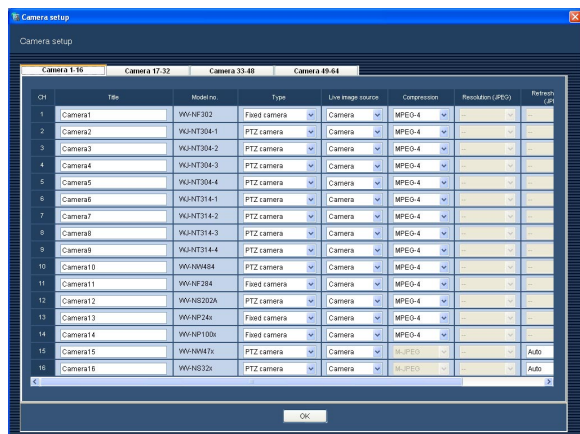 Camera setup
Camera setup
Camera 1-16 Camera 17-32 Camera 33-48 Camera 49-64
CH Title Model no. Type Live image source Compression Resolution (JPEG) Refresh
(JP
1 Camera1 WV-NF302 Fixed camera Camera MPEG-4 --
2 Camera2 WJ-NT304-1 PTZ camera Camera MPEG-4 -- --
3 Camera3 WJ-NT304-2 PTZ camera Camera MPEG-4 -- --
4 Camera4 WJ-NT304-3 PTZ camera Camera MPEG-4 -- --
5 Camera5 WJ-NT304-4 PTZ camera Camera MPEG-4 -- --
6 Camera6 WJ-NT314-1 PTZ camera Camera MPEG-4 -- --
7 Camera7 WJ-NT314-2 PTZ camera Camera MPEG-4 -- --
8 Camera8 WJ-NT314-3 PTZ camera Camera MPEG-4 -- --
9 Camera9 WJ-NT314-4 PTZ camera Camera MPEG-4 -- --
10 Camera10 WV-NW484 PTZ camera Camera MPEG-4 -- --
11 Camera11 WV-NF284 Fixed camera Camera MPEG-4 -- --
12 Camera12 WV-NS202A PTZ camera Camera MPEG-4 -- --
13 Camera13 WV-NP24x Fixed camera Camera MPEG-4 -- --
14 Camera14 WV-NP100x Fixed camera Camera MPEG-4 -- --
15 Camera15 WV-NW47x PTZ camera Camera M-JPEG -- Auto
16 Camera16 WV-NS32x PTZ camera Camera M-JPEG -- Auto
OK